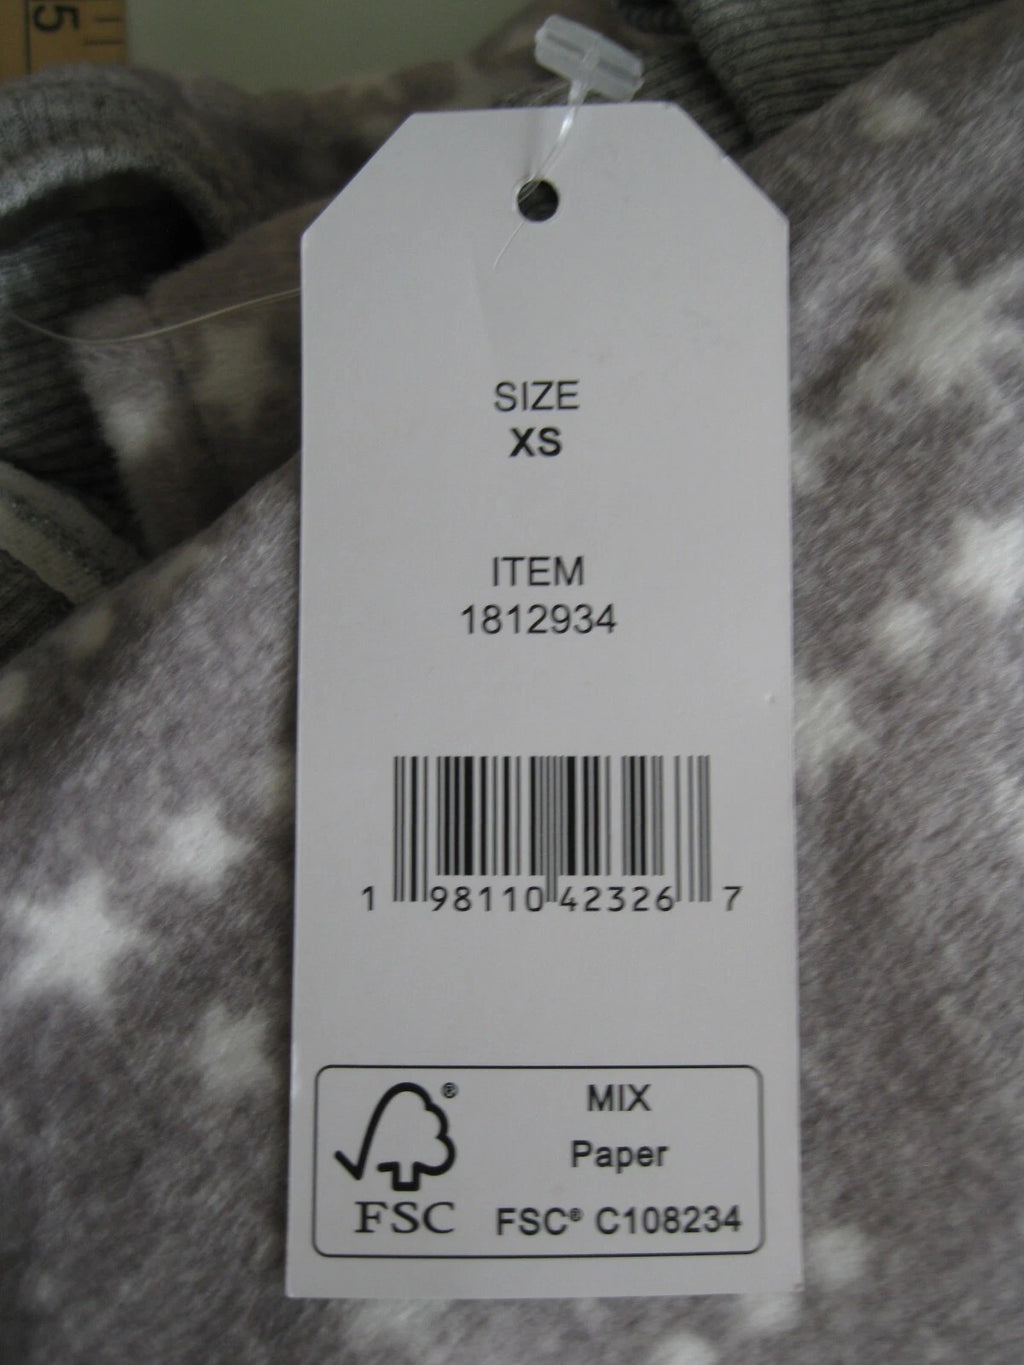 5
SIZE
XS
ITEM
1812934
1 98110 42326 7
®
FSC
MIX
Paper
FSC® C108234